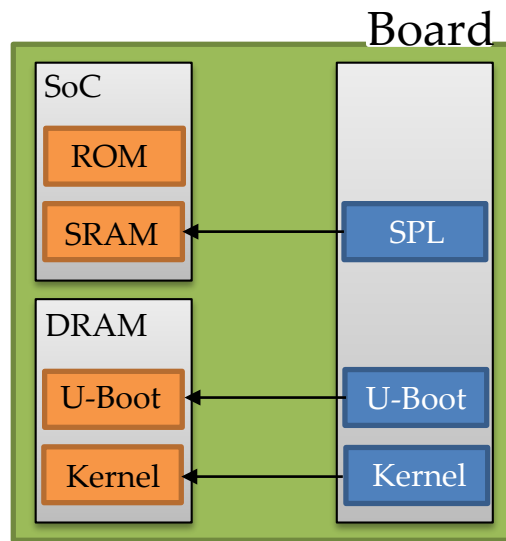 Board
SoC
ROM
SRAM
SPL
DRAM
U-Boot
U-Boot
Kernel
Kernel